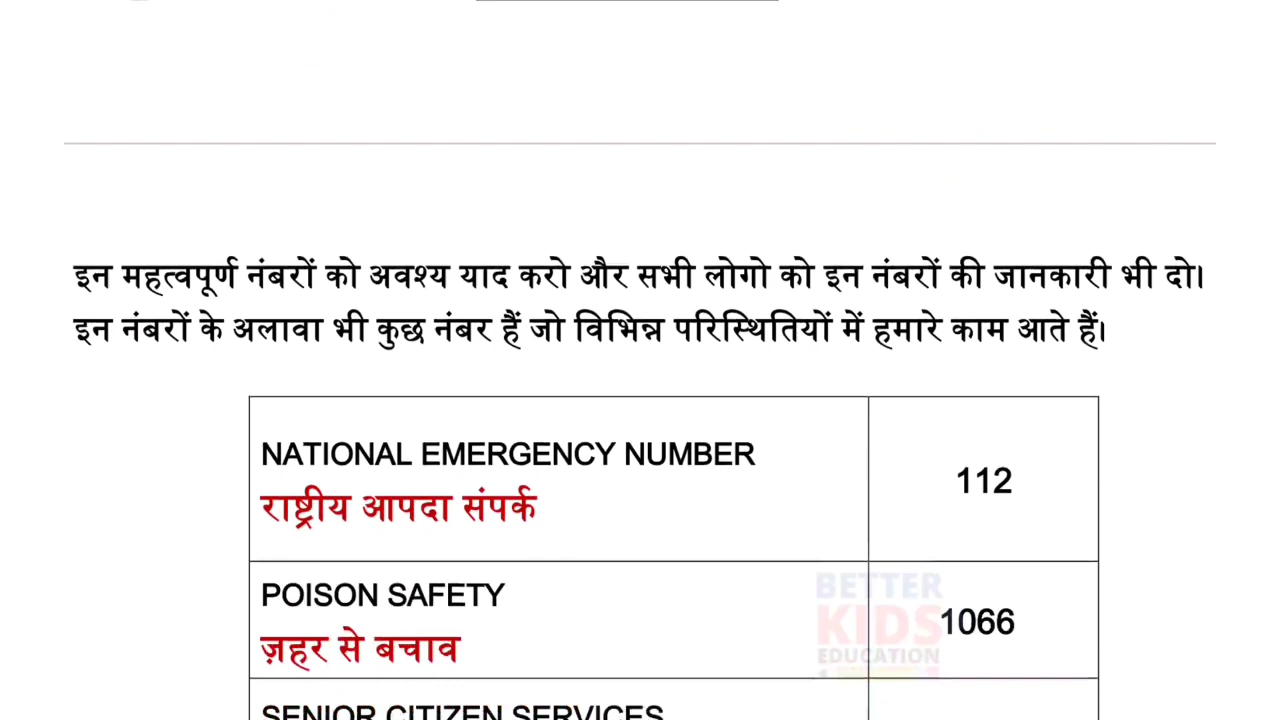 इन महत्वपूर्ण नंबरों को अवश्य याद करो और सभी लोगो को इन नंबरों की जानकारी भी दो।
इन नंबरों के अलावा भी कुछ नंबर हैं जो विभिन्न परिस्थितियों में हमारे काम आते हैं।
NATIONAL EMERGENCY NUMBER
राष्ट्रीय आपदा संपर्क
112
POISON SAFETY
ज़हर से बचाव
1066
BETTER
KIDS
EDUCATION
SENIOR CITIZEN SERVICES